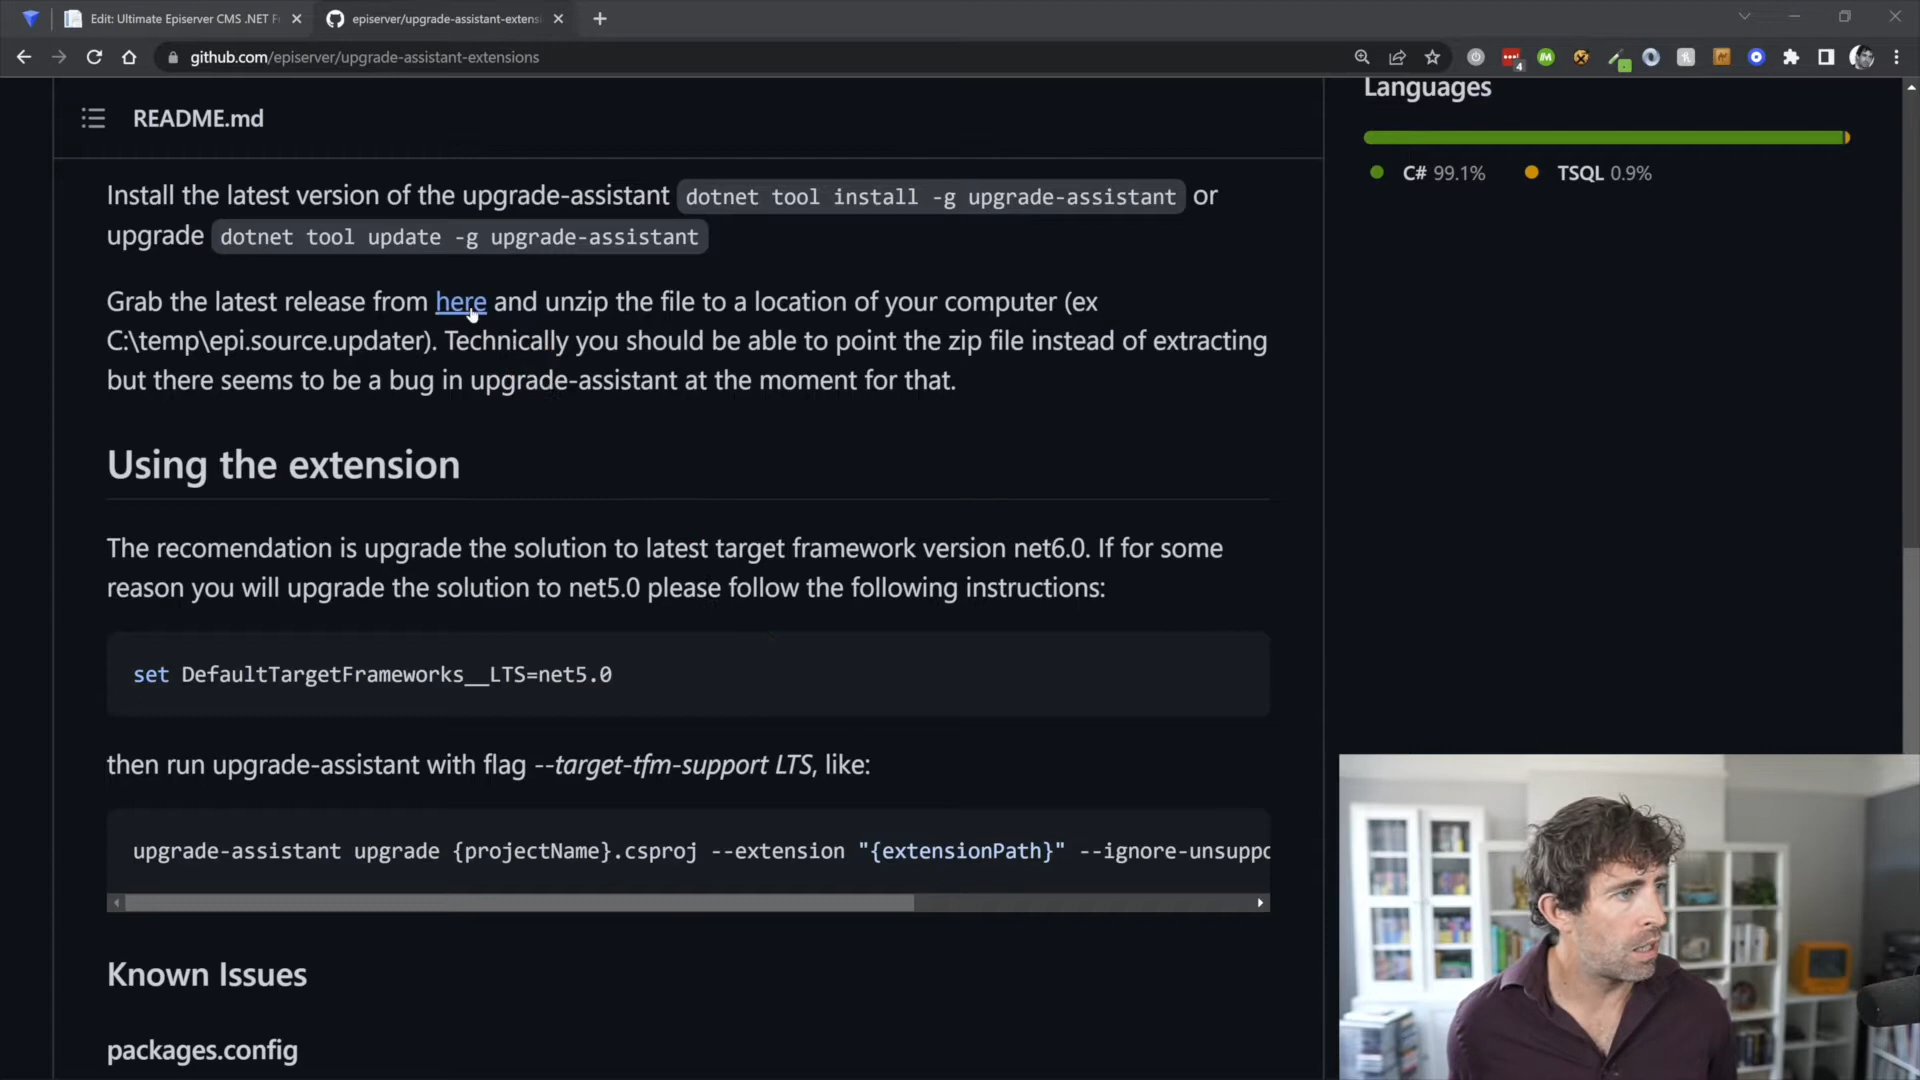 Edit: Ultimate Episerver CMS .NET F
episerver/upgrade-assistant-extens
github.com/episerver/upgrade-assistant-extensions
4
README.md
Install the latest version of the upgrade-assistant dotnet tool install -g upgrade-assistant or
upgrade dotnet tool update -g upgrade-assistant
Grab the latest release from here and unzip the file to a location of your computer (ex
C:\temp\epi.source.updater). Technically you should be able to point the zip file instead of extracting
but there seems to be a bug in upgrade-assistant at the moment for that.
Using the extension
The recomendation is upgrade the solution to latest target framework version net6.0. If for some
reason you will upgrade the solution to net5.0 please follow the following instructions:
set DefaultTargetFrameworks__LTS=net5.0
then run upgrade-assistant with flag --target-tfm-support LTS, like:
upgrade-assistant upgrade {projectName}.csproj --extension "{extensionPath}" --ignore-unsuppo
Known Issues
packages.config
Languages
C# 99.1% TSQL 0.9%